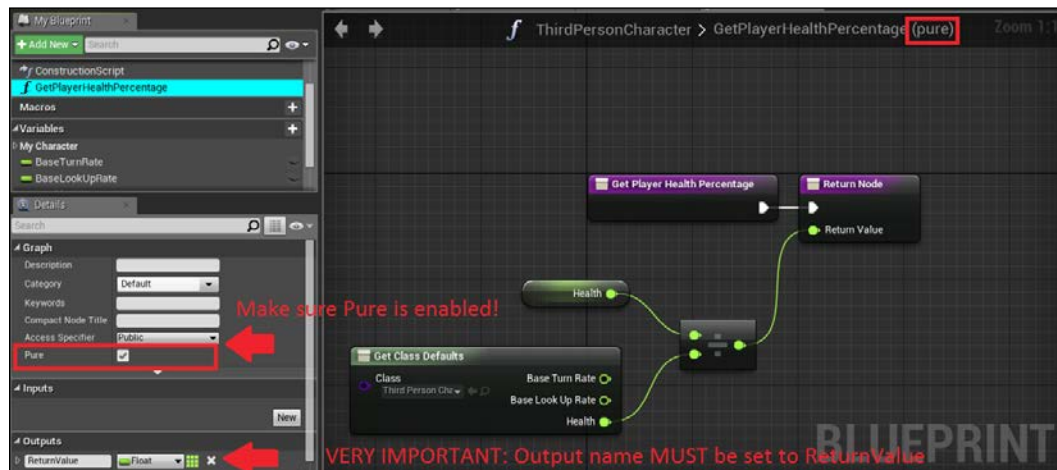 My Blueprint
+ Add New
Search
ConstructionScript
GetPlayerHealthPercentage
Macros
Variables
My Character
BaseTurnRate
BaseLookUpRate
Details
Search
Graph
Description
Category
Default
Keywords
Compact Node Title
Access Specifier
Public
Pure
Inputs
New
Outputs
ReturnValue
Float
f ThirdPersonCharacter > GetPlayerHealthPercentage (pure)
Zoom 1:1
Get Player Health Percentage
Return Node
Return Value
Health
Make sure Pure is enabled!
Get Class Defaults
Class
Third Person Cha
Base Turn Rate
Base Look Up Rate
Health
BLUEPRINT
VERY IMPORTANT: Output name MUST be set to ReturnValue